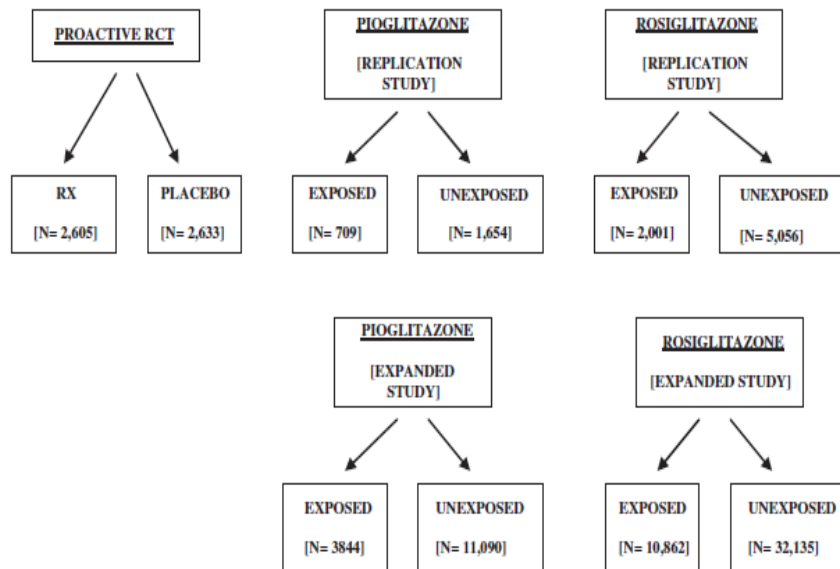 PROACTIVE RCT
RX
[N= 2,605]
PLACEBO
[N= 2,633]
PIOGLITAZONE
[REPLICATION
STUDY]
EXPOSED
[N= 709]
UNEXPOSED
[N= 1,654]
ROSIGLITAZONE
[REPLICATION
STUDY]
EXPOSED
[N= 2,001]
UNEXPOSED
[N= 5,056]
PIOGLITAZONE
[EXPANDED
STUDY]
EXPOSED
[N= 3844]
UNEXPOSED
[N= 11,090]
ROSIGLITAZONE
[EXPANDED STUDY]
EXPOSED
[N= 10,862]
UNEXPOSED
[N= 32,135]